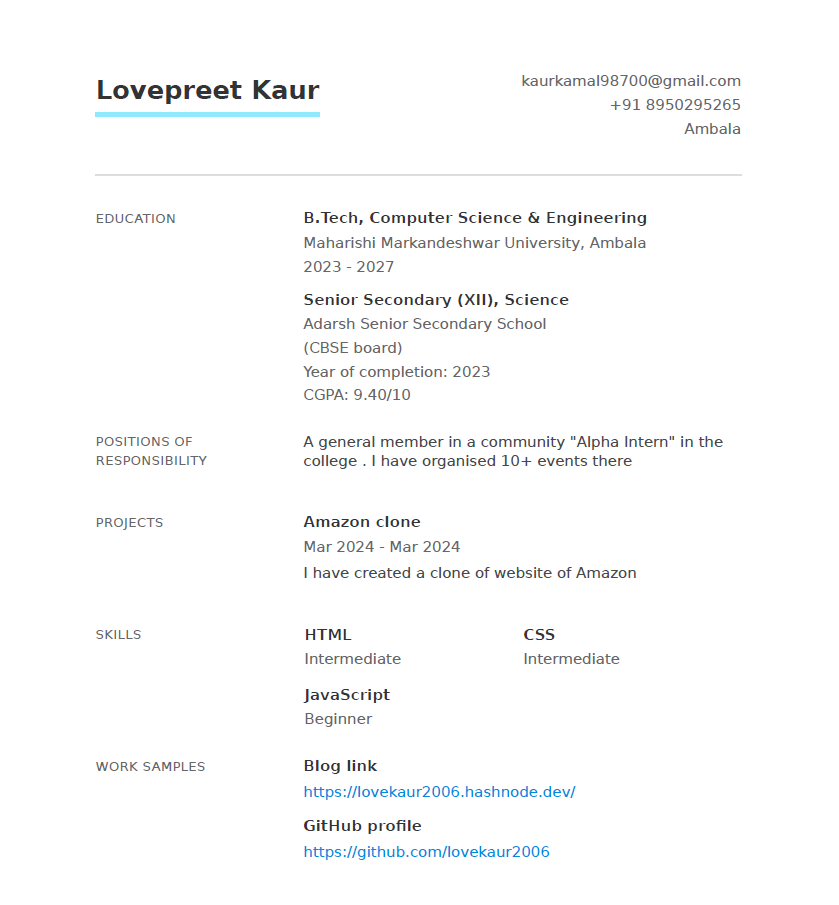 Lovepreet Kaur
kaurkamal98700@gmail.com
+91 8950295265
Ambala
EDUCATION
B.Tech, Computer Science & Engineering
Maharishi Markandeshwar University, Ambala
2023 - 2027
Senior Secondary (XII), Science
Adarsh Senior Secondary School
(CBSE board)
Year of completion: 2023
CGPA: 9.40/10
POSITIONS OF
RESPONSIBILITY
A general member in a community "Alpha Intern" in the
college . I have organised 10+ events there
PROJECTS
Amazon clone
Mar 2024 - Mar 2024
I have created a clone of website of Amazon
SKILLS
HTML
Intermediate
CSS
Intermediate
JavaScript
Beginner
WORK SAMPLES
Blog link
https://lovekaur2006.hashnode.dev/
GitHub profile
https://github.com/lovekaur2006